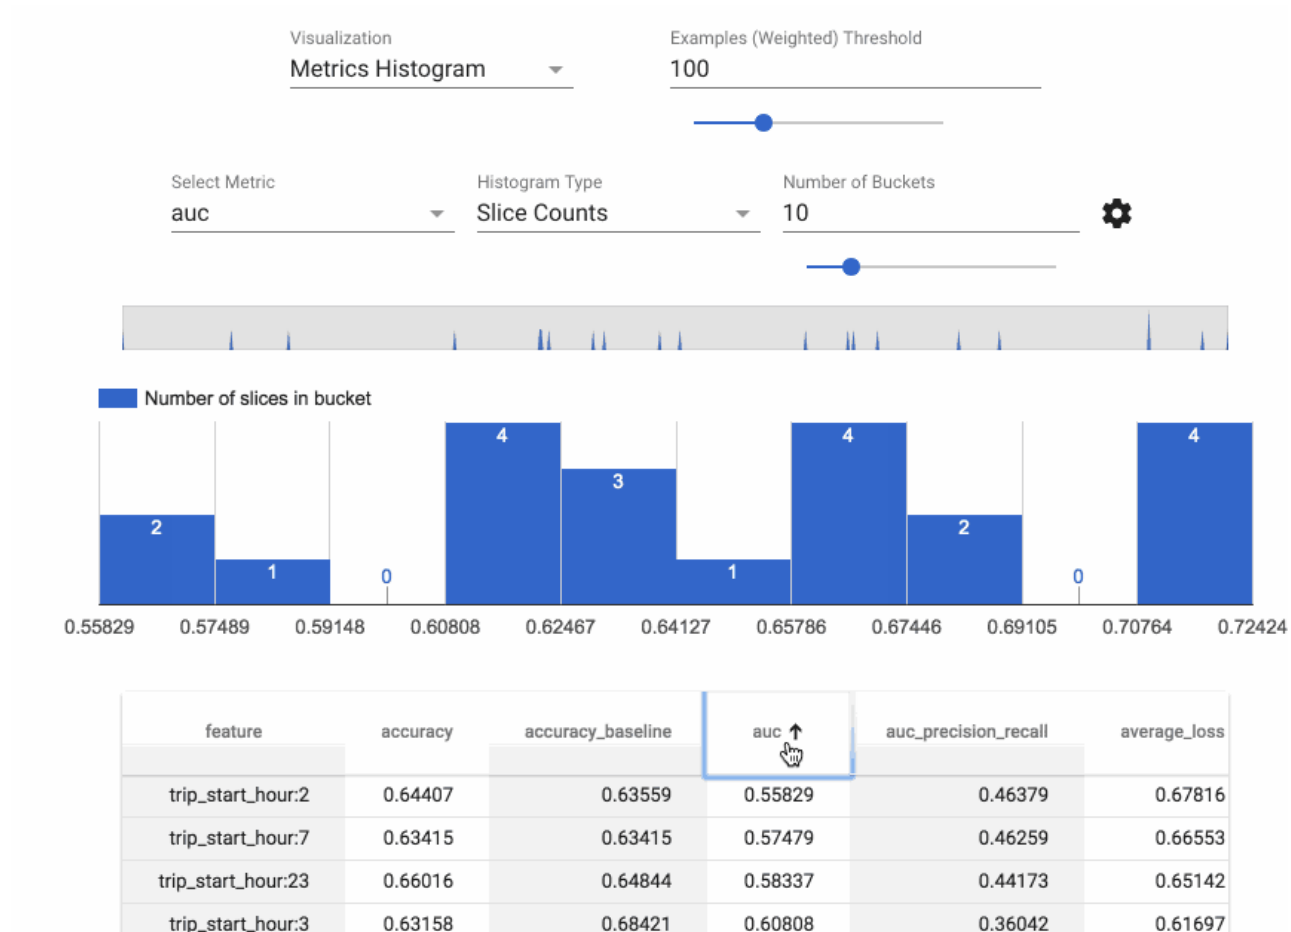 Visualization Examples (Weighted) Threshold
Metrics Histogram 100
Select Metric Histogram Type Number of Buckets
auc Slice Counts 10
Number of slices in bucket
4 4 4
3
2 2
1 1
0 0
0.55829 0.57489 0.59148 0.60808 0.62467 0.64127 0.65786 0.67446 0.69105 0.70764 0.72424
feature accuracy accuracy_baseline auc auc_precision_recall average_loss
trip_start_hour:2 0.64407 0.63559 0.55829 0.46379 0.67816
trip_start_hour:7 0.63415 0.63415 0.57479 0.46259 0.66553
trip_start_hour:23 0.66016 0.64844 0.58337 0.44173 0.65142
trip_start_hour:3 0.63158 0.68421 0.60808 0.36042 0.61697